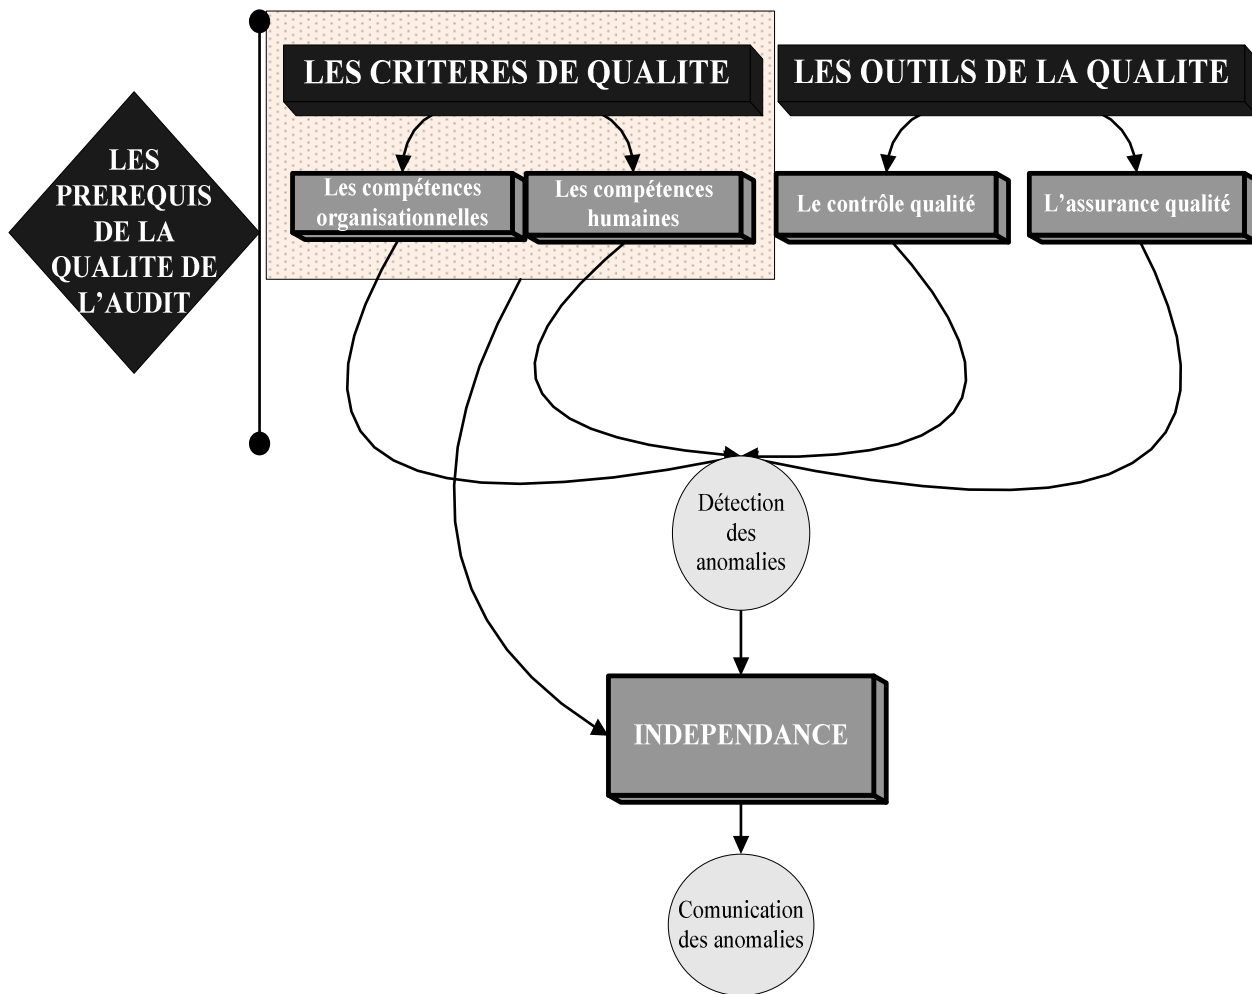 LES CRITERES DE QUALITE
LES OUTILS DE LA QUALITE
LES
PREREQUIS
DE LA
QUALITE DE
L’AUDIT
Les compétences
organisationnelles
Les compétences
humaines
Le contrôle qualité
L’assurance qualité
Détection
des
anomalies
INDEPENDANCE
Comunication
des anomalies